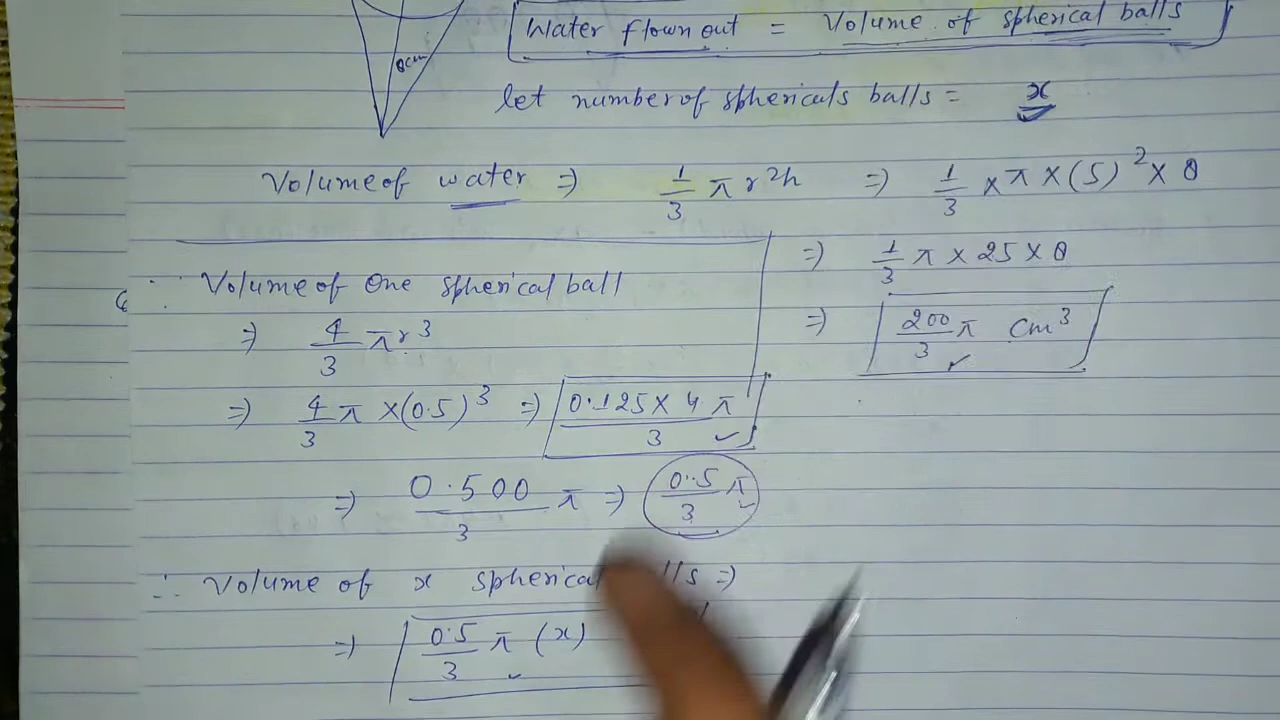 Water flown out = Volume of spherical balls
8cm
let number of sphericals balls = x
Volume of water ⇒ 1/3 π r²h ⇒ 1/3 × π × (5)² × 8
⇒ 1/3 π × 25 × 8
∵ Volume of One spherical ball
⇒ 200/3 π cm³
⇒ 4/3 πr³
⇒ 4/3 π × (0.5)³ ⇒ 0.125 × 4 π/3
⇒ 0.500/3 π ⇒ 0.5/3 π
∴ Volume of x spherical balls ⇒
⇒ 0.5/3 π (x)